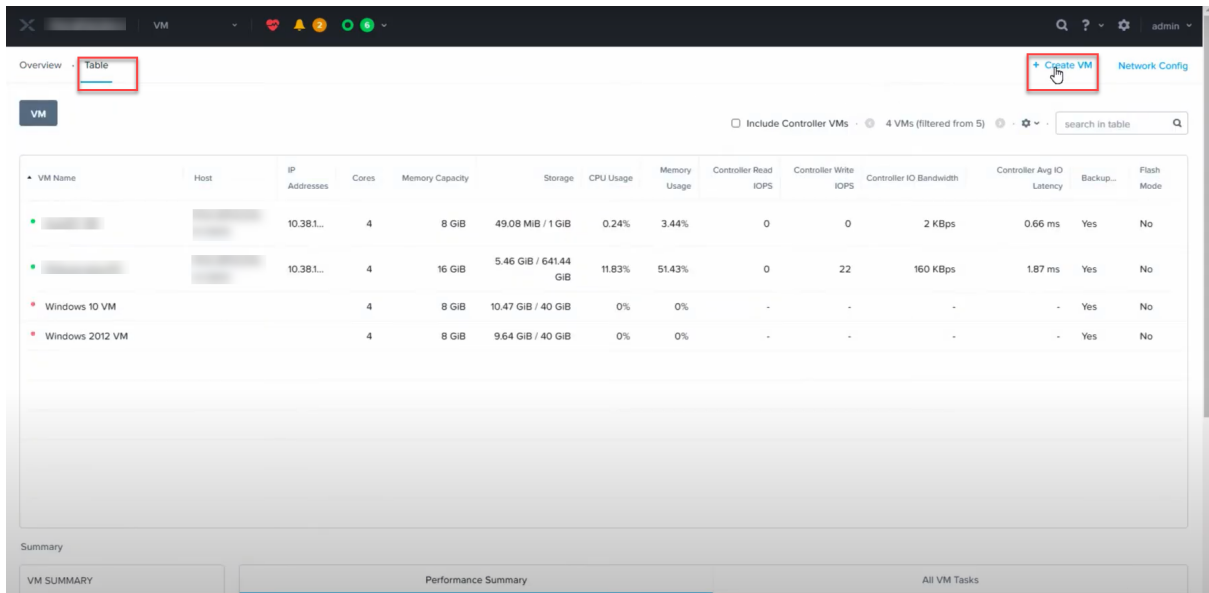 VM
2
6
?
admin
Overview · Table
+ Create VM
Network Config
VM
Include Controller VMs · 4 VMs (filtered from 5) · · search in table
VM Name
Host
IP Addresses
Cores
Memory Capacity
Storage
CPU Usage
Memory Usage
Controller Read IOPS
Controller Write IOPS
Controller IO Bandwidth
Controller Avg IO Latency
Backup...
Flash Mode
10.38.1... 4 8 GiB 49.08 MiB / 1 GiB 0.24% 3.44% 0 0 2 KBps 0.66 ms Yes No
10.38.1... 4 16 GiB 5.46 GiB / 641.44 GiB 11.83% 51.43% 0 22 160 KBps 1.87 ms Yes No
Windows 10 VM 4 8 GiB 10.47 GiB / 40 GiB 0% 0% - - - - Yes No
Windows 2012 VM 4 8 GiB 9.64 GiB / 40 GiB 0% 0% - - - - Yes No
Summary
VM SUMMARY
Performance Summary
All VM Tasks